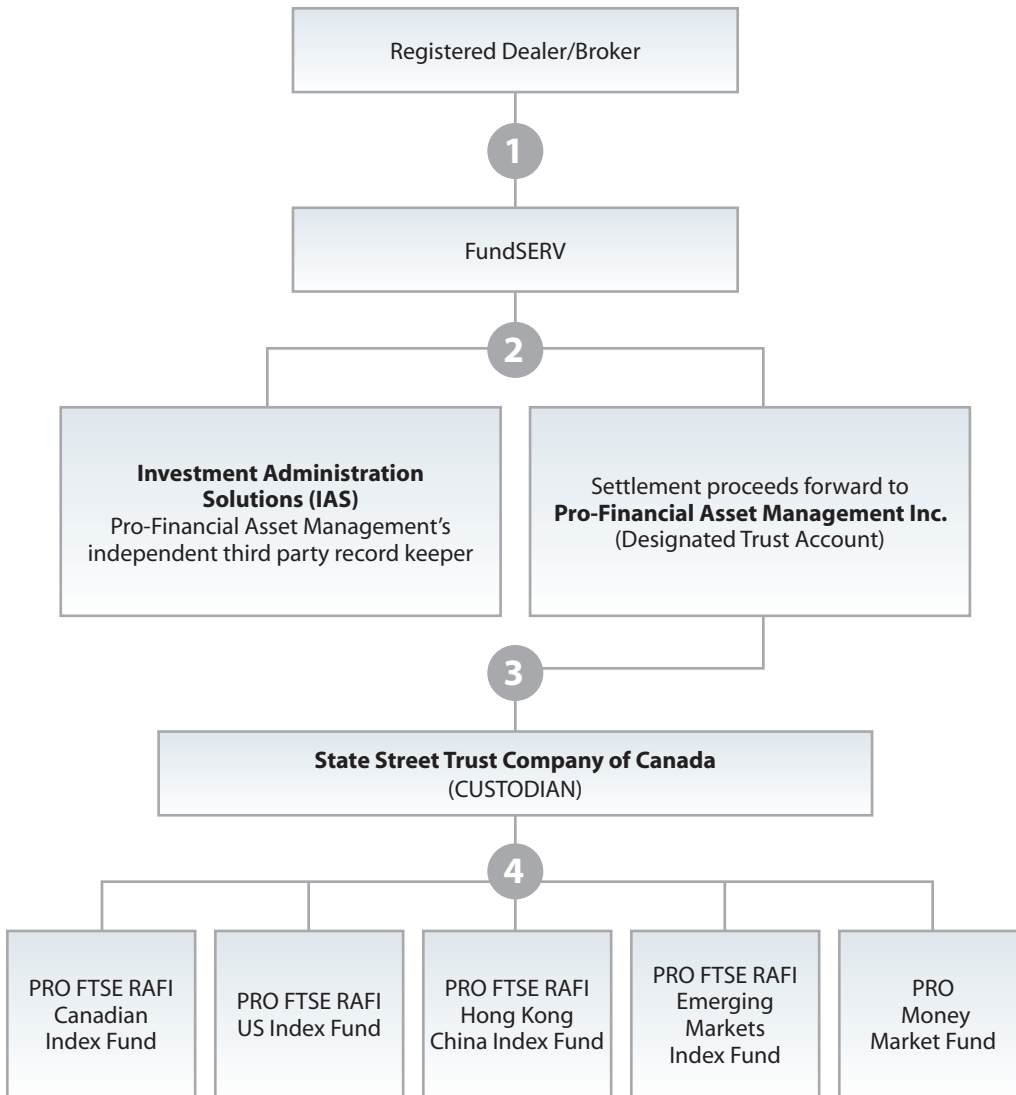 Registered Dealer/Broker
1
FundSERV
2
Investment Administration
Solutions (IAS)
Pro-Financial Asset Management’s
independent third party record keeper
Settlement proceeds forward to
Pro-Financial Asset Management Inc.
(Designated Trust Account)
3
State Street Trust Company of Canada
(CUSTODIAN)
4
PRO FTSE RAFI
Canadian
Index Fund
PRO FTSE RAFI
US Index Fund
PRO FTSE RAFI
Hong Kong
China Index Fund
PRO FTSE RAFI
Emerging
Markets
Index Fund
PRO
Money
Market Fund